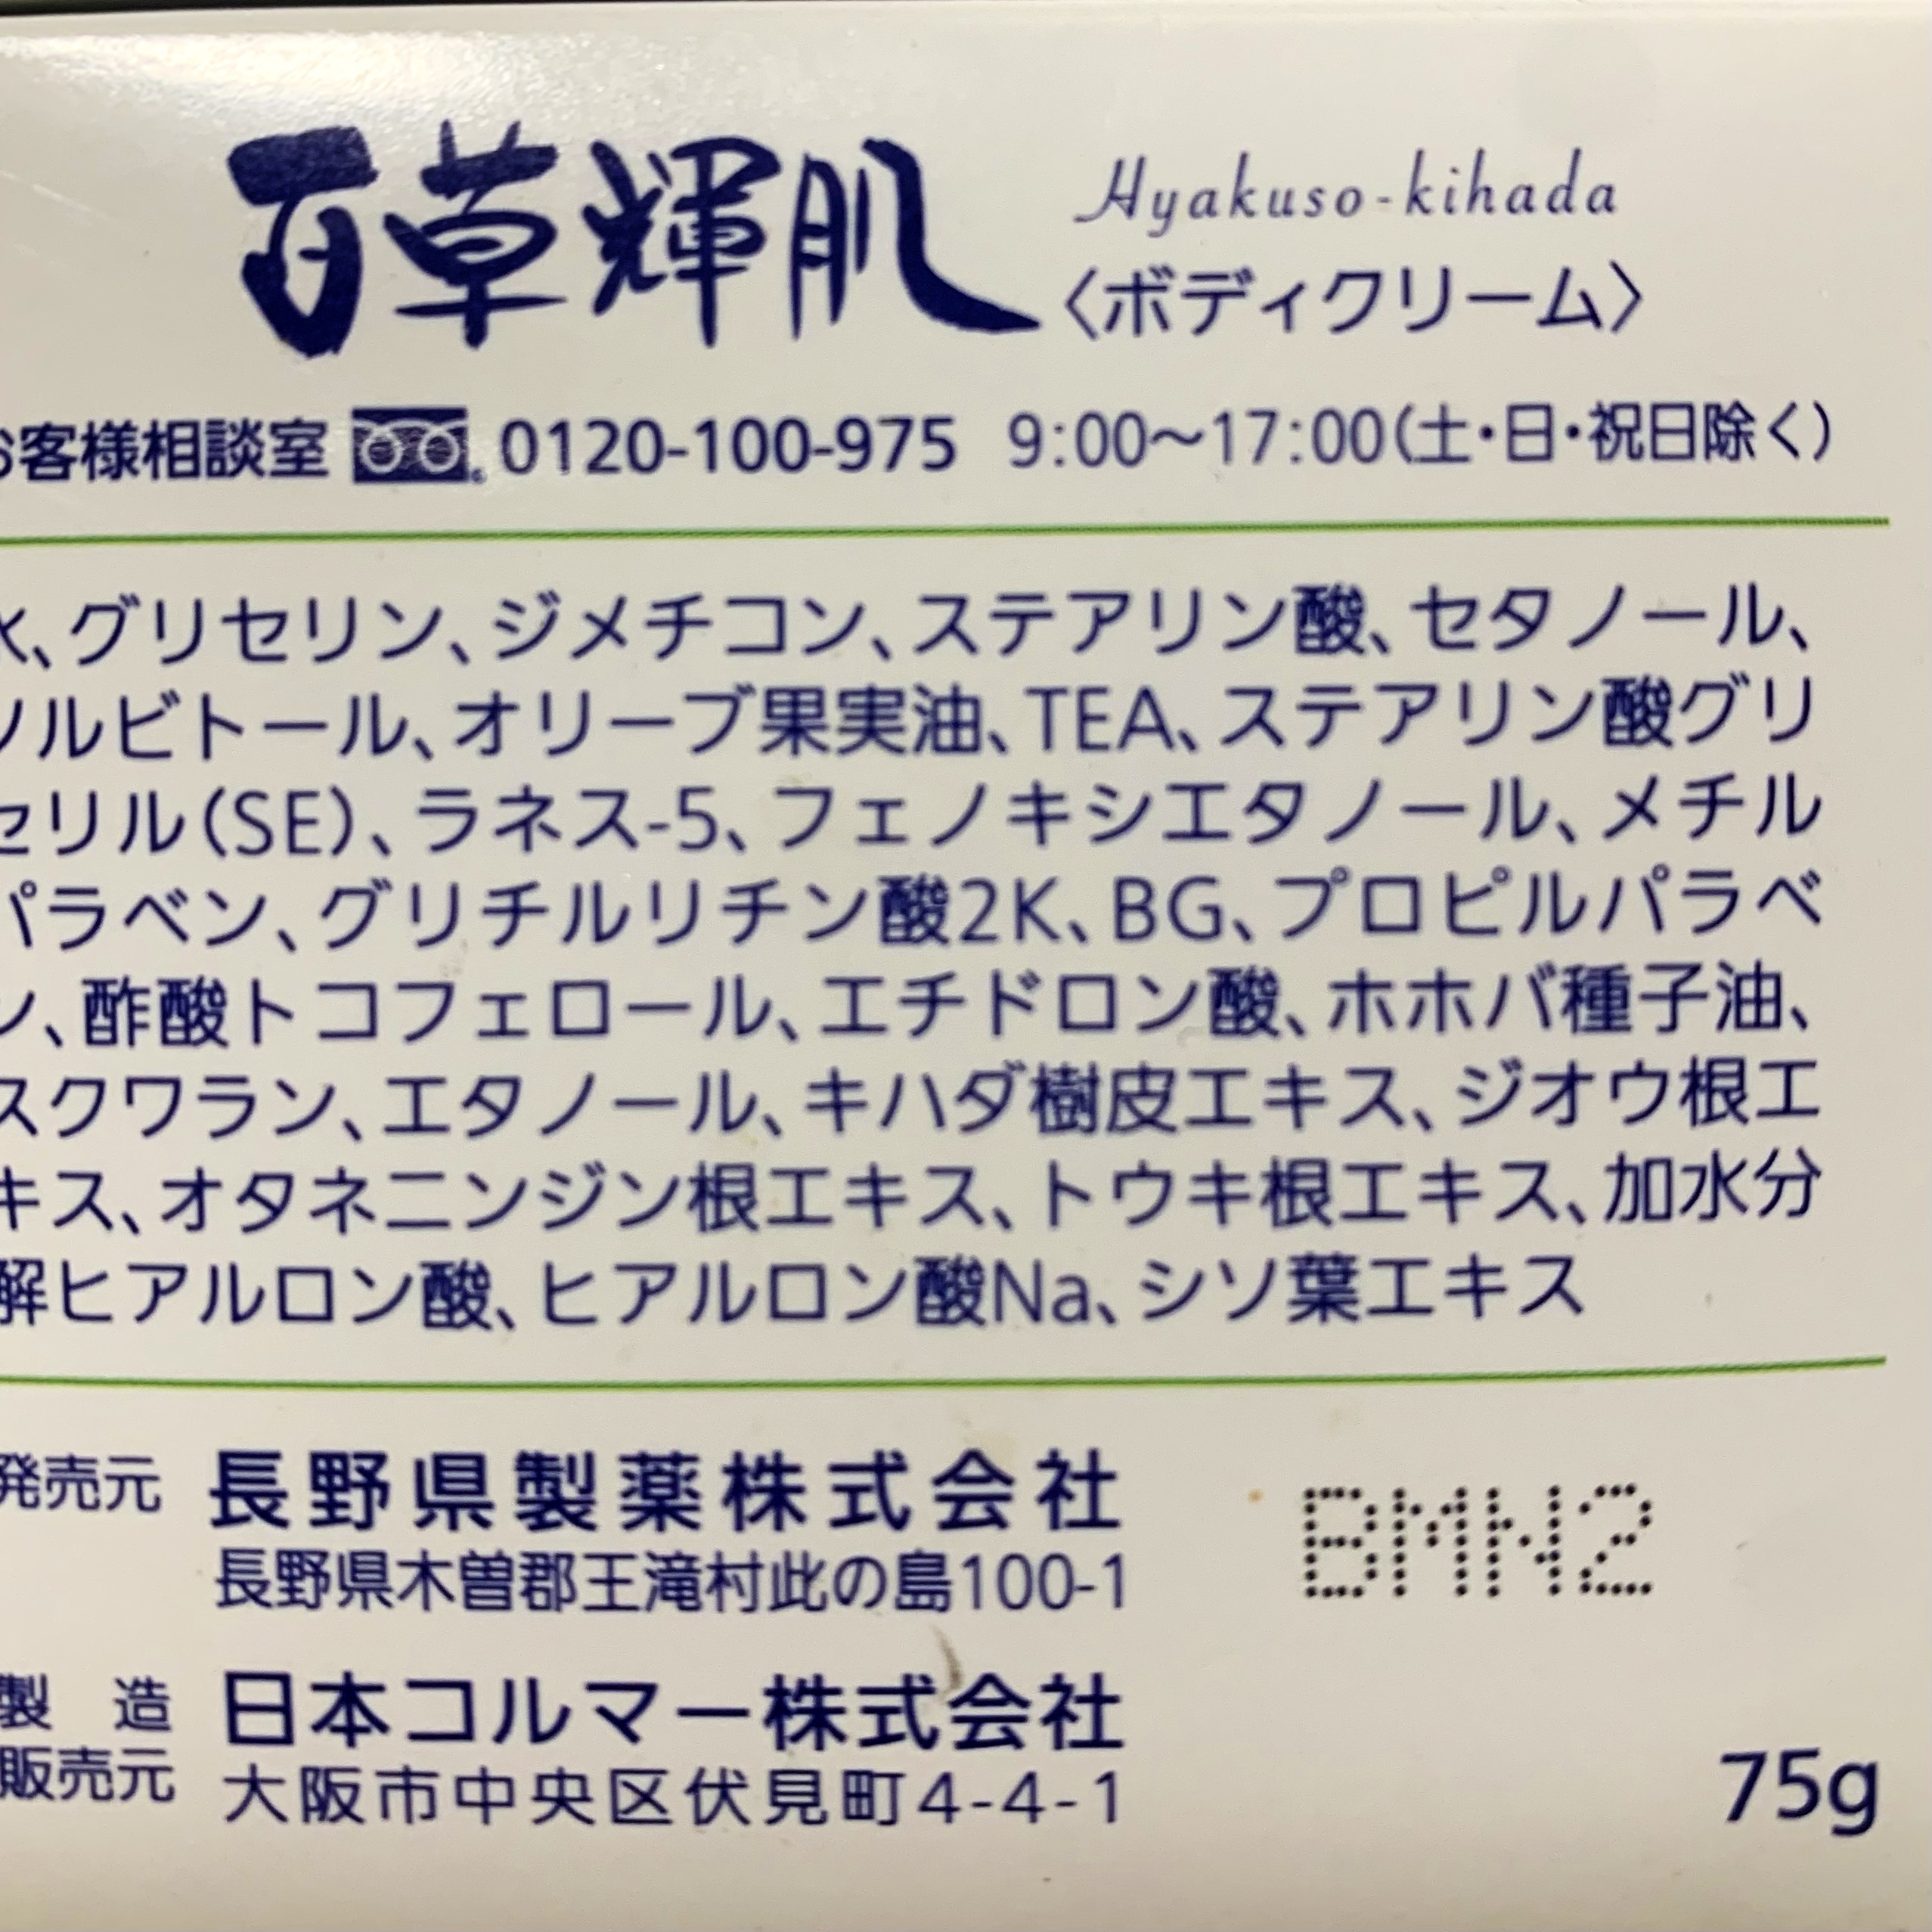 百草輝肌 Hyakuso-kihada
〈ボディクリーム〉
お客様相談室 0120-100-975 9:00〜17:00(土・日・祝日除く)
水、グリセリン、ジメチコン、ステアリン酸、セタノール、
ソルビトール、オリーブ果実油、TEA、ステアリン酸グリ
セリル(SE)、ラネス-5、フェノキシエタノール、メチル
パラベン、グリチルリチン酸2K、BG、プロピルパラベ
ン、酢酸トコフェロール、エチドロン酸、ホホバ種子油、
スクワラン、エタノール、キハダ樹皮エキス、ジオウ根エ
キス、オタネニンジン根エキス、トウキ根エキス、加水分
解ヒアルロン酸、ヒアルロン酸Na、シソ葉エキス
発売元 長野県製薬株式会社
長野県木曽郡王滝村此の島100-1
BMN2
製造 日本コルマー株式会社
販売元 大阪市中央区伏見町4-4-1
75g